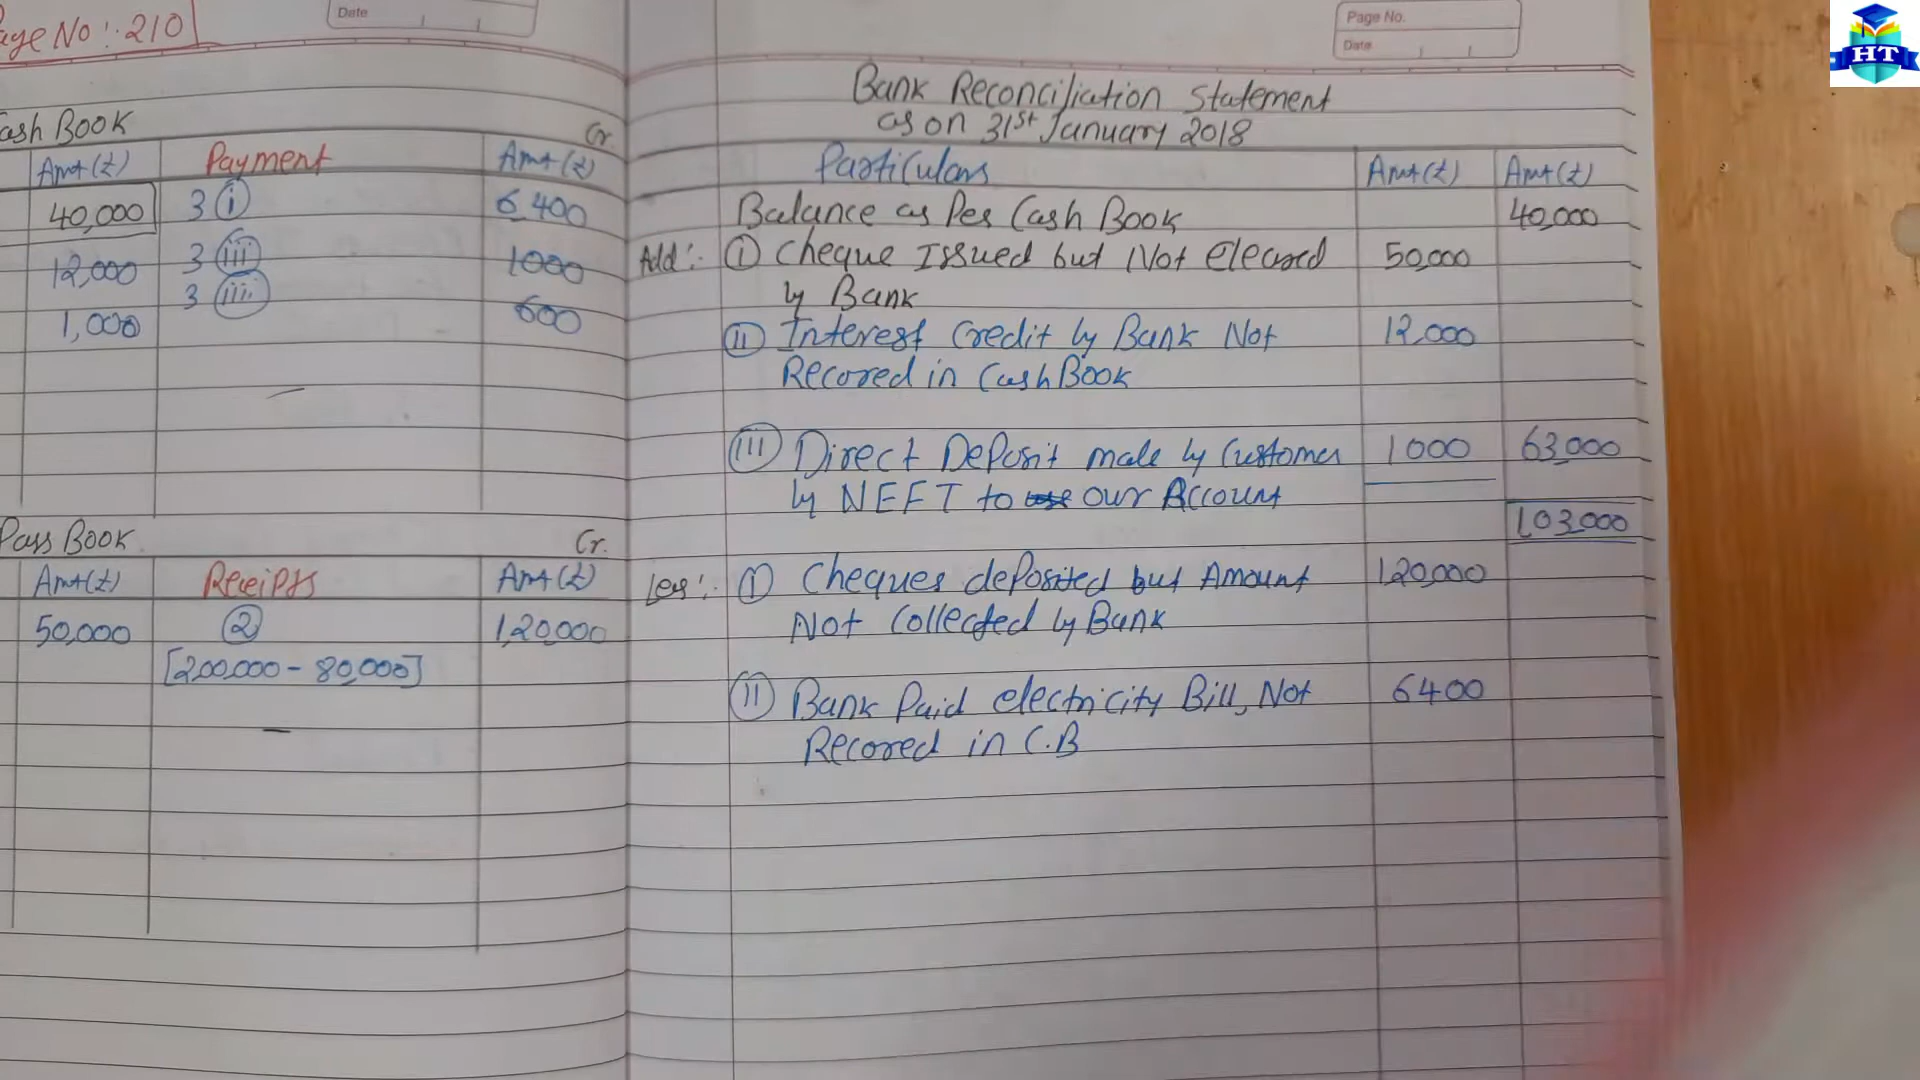 Page No:. 210
Date
Cash BOOK
Cr.
Amt(₹) Payment Amt(₹)
40,000 3 (i) 6400
12,000 3 (iii) 1000
3 (iii)
1,000 600
Pass BOOK
Cr.
Amt(₹) Receipts Amt(₹)
50,000 (2) 1,20,000
[200,000 - 80,000]
Page No.
Date
HT
Bank Reconciliation Statement
as on 31st January 2018
Particulars Amt(₹) Amt(₹)
Balance as Per Cash Book 40,000
Add:- (I) Cheque Issued but Not Cleared 50,000
by Bank
(II) Interest Credit by Bank Not 12,000
Recored in Cash Book
(III) Direct Deposit made by Customer 1000 63,000
by NEFT to our Account
1,03,000
Less:- (I) Cheques deposited but Amount 1,20,000
Not Collected by Bank
(II) Bank Paid electricity Bill, Not 6400
Recored in C.B